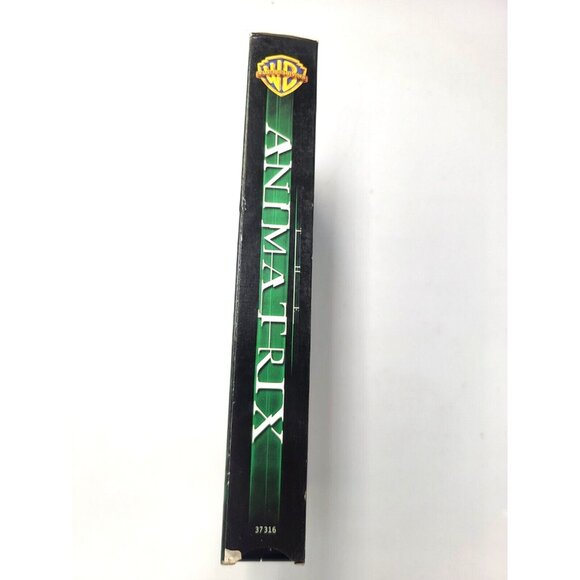 WB
THE
ANIMATRIX
37316